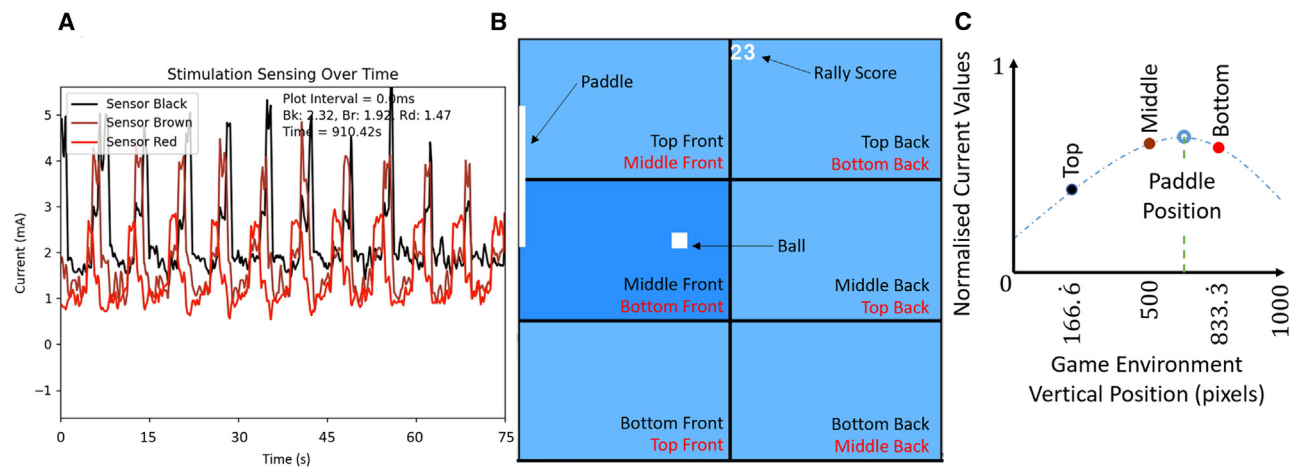 A
Stimulation Sensing Over Time
Sensor Black
Sensor Brown
Sensor Red
Plot Interval = 0.0ms
Bk: 2.32, Br: 1.92, Rd: 1.47
Time = 910.42s
Current (mA)
5
4
3
2
1
0
−1
0
15
30
45
60
75
Time (s)
B
23
Paddle
Rally Score
Top Front
Middle Front
Top Back
Bottom Back
Ball
Middle Front
Bottom Front
Middle Back
Top Back
Bottom Front
Top Front
Bottom Back
Middle Back
C
Normalised Current Values
1
0
Top
Middle
Bottom
Paddle
Position
166.6̇
500
833.3
1000
Game Environment
Vertical Position (pixels)